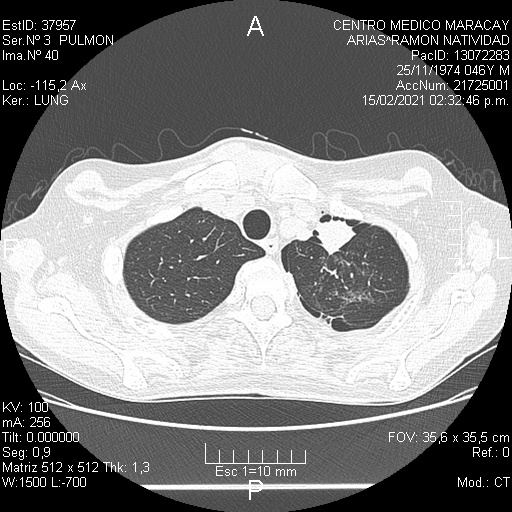 A
EstID: 37957
Ser.Nº 3 PULMON
Ima.Nº 40
Loc: -115,2 Ax
Ker.: LUNG
CENTRO MEDICO MARACAY
ARIAS^RAMON NATIVIDAD
PacID: 13072283
25/11/1974 046Y M
AccNum: 21725001
15/02/2021 02:32:46 p.m.
R
L
KV: 100
mA: 256
Tilt: 0.000000
Seg: 0,9
Matriz 512 x 512 Thk: 1,3
W:1500 L:-700
Esc 1=10 mm
P
FOV: 35,6 x 35,5 cm
Ref.: 0
Mod.: CT